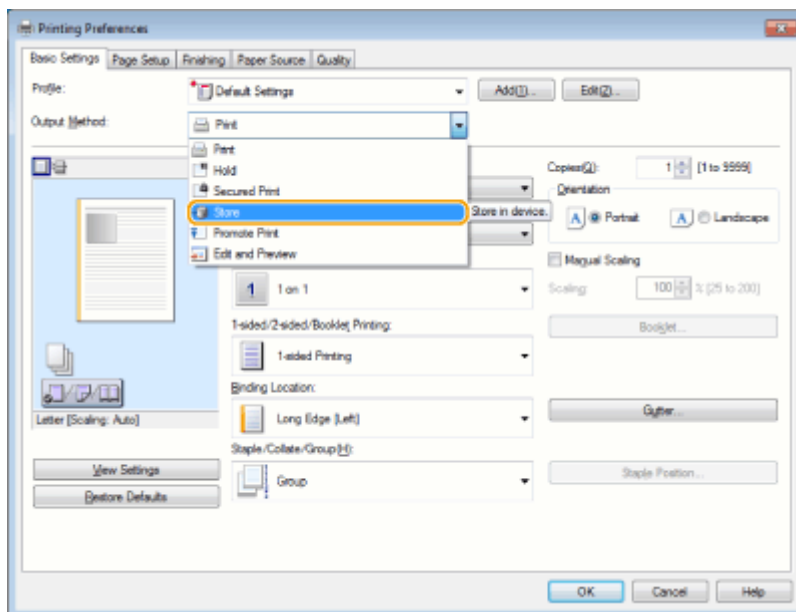 Printing Preferences
Basic Settings Page Setup Finishing Paper Source Quality
Profile: Default Settings Add(1)... Edit(2)...
Output Method: Print
Print
Hold
Secured Print
Store
Store in device.
Promote Print
Edit and Preview
Copies(Q): 1 [1 to 9999]
Orientation
A Portrait A Landscape
Manual Scaling
Scaling: 100 % [25 to 200]
1 1 on 1
1-sided/2-sided/Booklet Printing:
1-sided Printing
Booklet...
Binding Location:
Long Edge [Left]
Gutter...
Letter [Scaling: Auto]
Staple/Collate/Group(H):
Group
Staple Position...
View Settings
Restore Defaults
OK Cancel Help